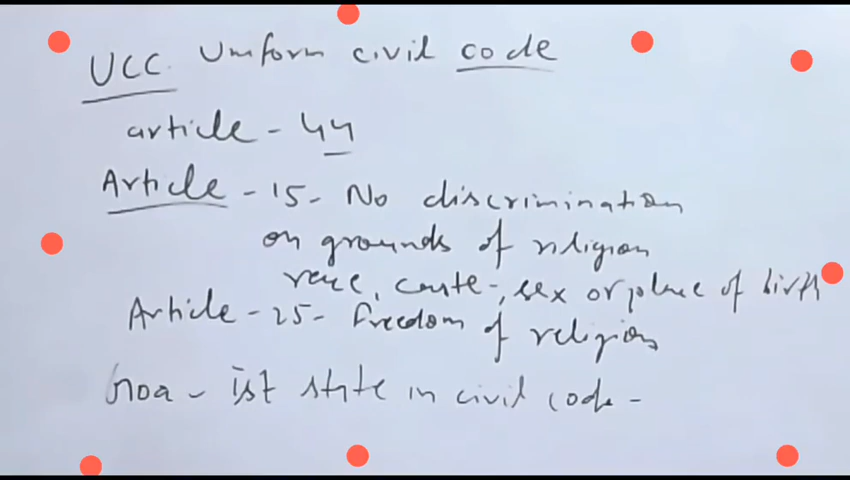 UCC. Uniform civil code
article - 44
Article - 15 - No discrimination
on grounds of religion
race, caste -, sex or place of birth
Article - 25 - Freedom of religion
Goa - Ist state in civil code -